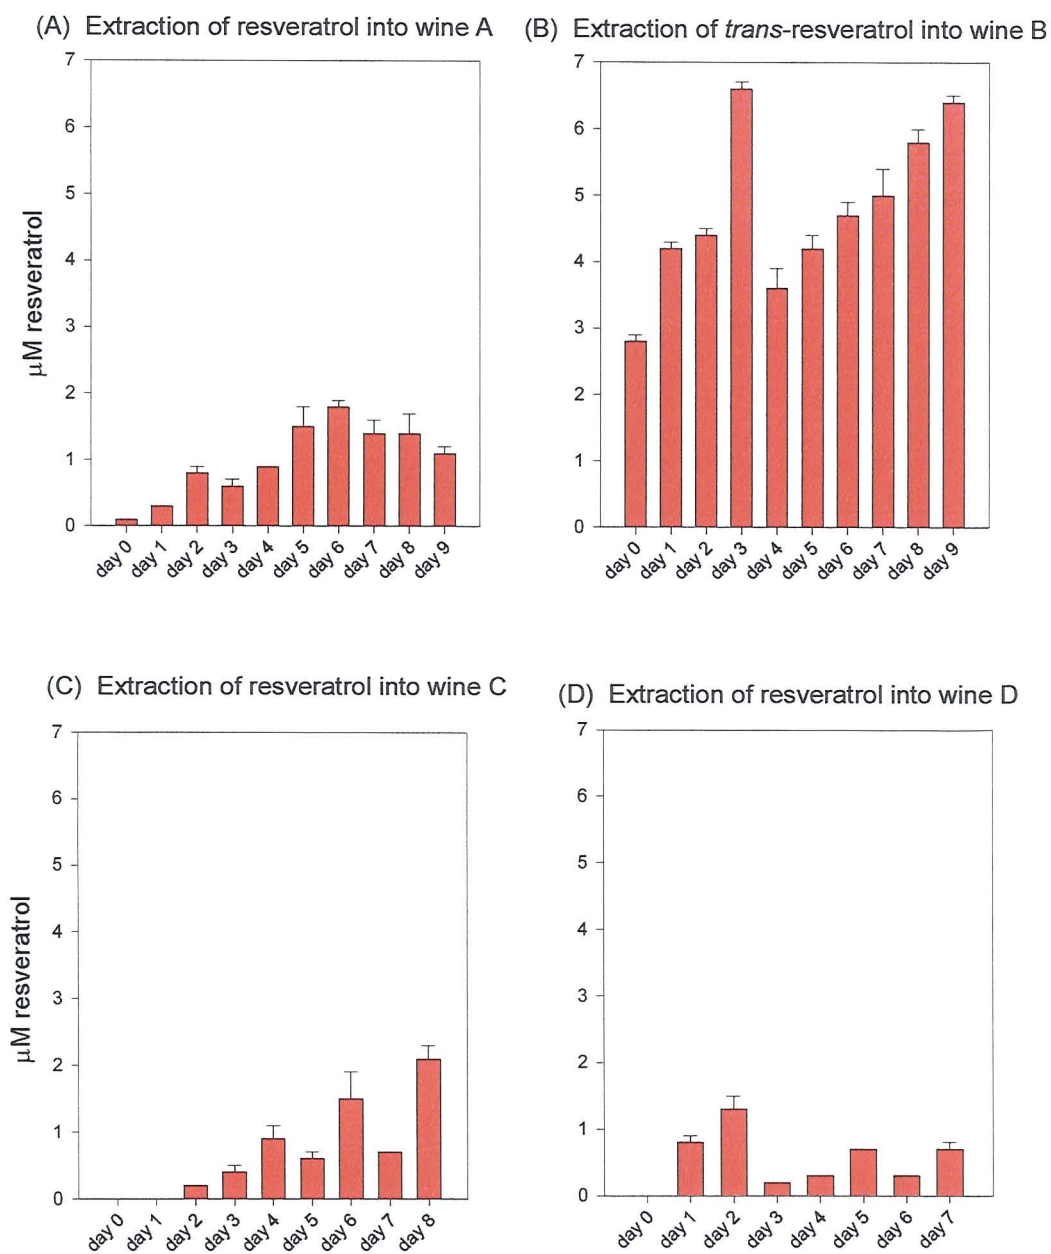 (A) Extraction of resveratrol into wine A
7
6
5
4
3
2
1
0
μM resveratrol
day 0
day 1
day 2
day 3
day 4
day 5
day 6
day 7
day 8
day 9
(B) Extraction of trans-resveratrol into wine B
7
6
5
4
3
2
1
0
day 0
day 1
day 2
day 3
day 4
day 5
day 6
day 7
day 8
day 9
(C) Extraction of resveratrol into wine C
7
6
5
4
3
2
1
0
μM resveratrol
day 0
day 1
day 2
day 3
day 4
day 5
day 6
day 7
day 8
(D) Extraction of resveratrol into wine D
7
6
5
4
3
2
1
0
day 0
day 1
day 2
day 3
day 4
day 5
day 6
day 7